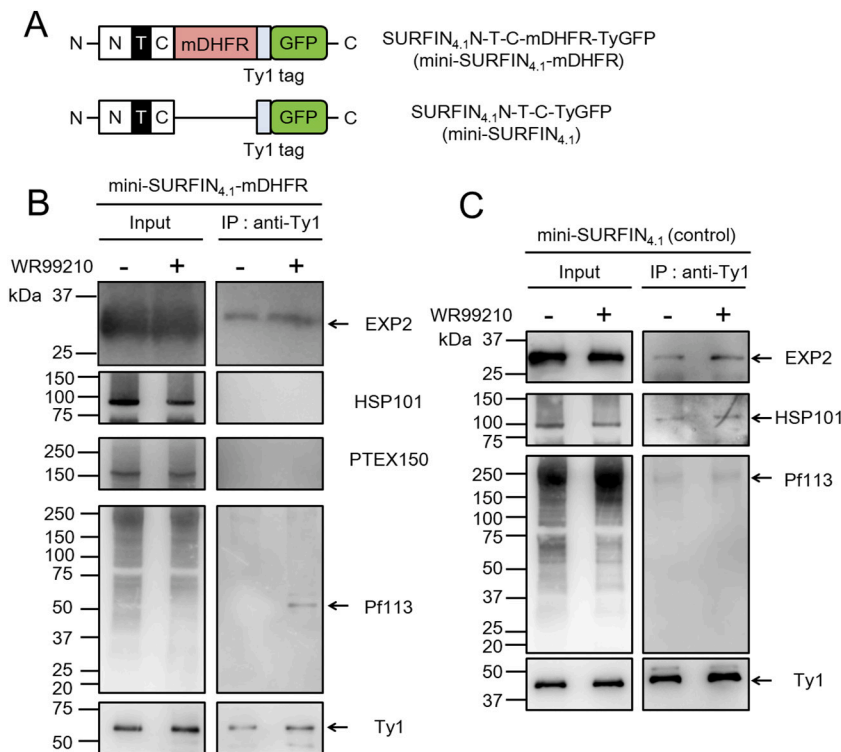 A
N N T C mDHFR GFP C
Ty1 tag
SURFIN4.1N-T-C-mDHFR-TyGFP
(mini-SURFIN4.1-mDHFR)
N N T C GFP C
Ty1 tag
SURFIN4.1N-T-C-TyGFP
(mini-SURFIN4.1)
B
mini-SURFIN4.1-mDHFR
Input IP : anti-Ty1
WR99210 - + - +
kDa
37
25
EXP2
150
100
75
HSP101
250
150
PTEX150
250
150
100
75
50
37
25
20
Pf113
75
50
Ty1
C
mini-SURFIN4.1 (control)
Input IP : anti-Ty1
WR99210 - + - +
kDa
37
25
EXP2
150
100
75
HSP101
250
150
100
75
50
37
25
20
Pf113
50
37
Ty1